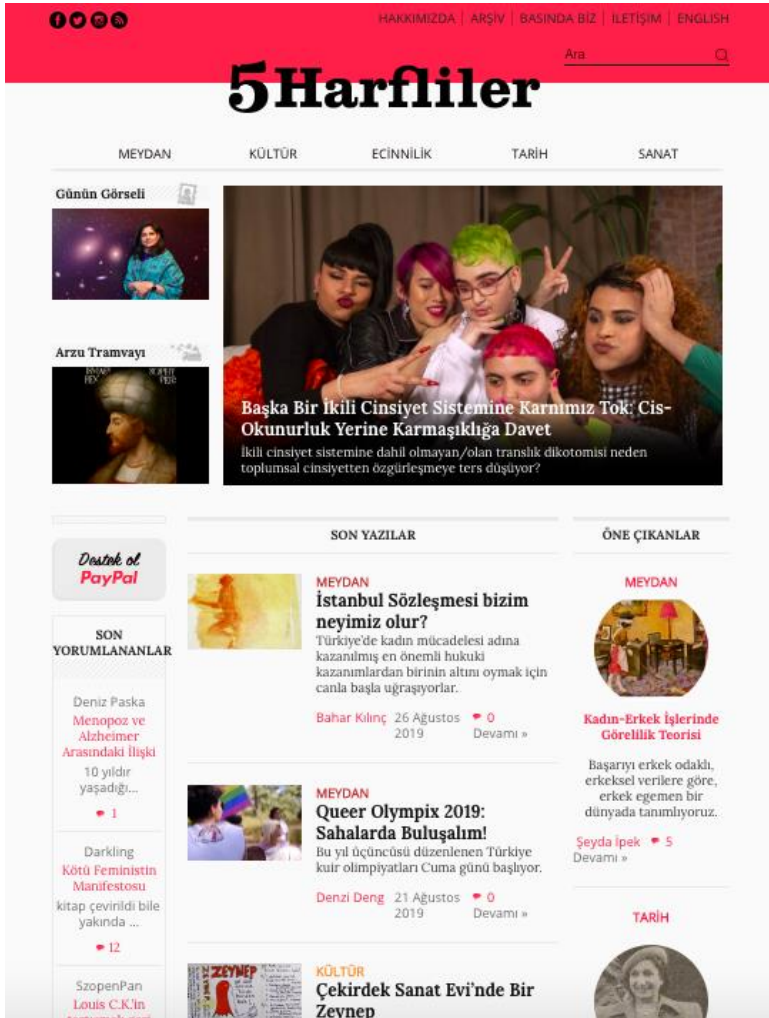 HAKKIMIZDA | ARŞİV | BASINDA BİZ | İLETİŞİM | ENGLISH
Ara
5Harfliler
MEYDAN KÜLTÜR ECİNNİLİK TARİH SANAT
Günün Görseli
Arzu Tramvayı
Başka Bir İkili Cinsiyet Sistemine Karnımız Tok: Cis-
Okunurluk Yerine Karmaşıklığa Davet
İkili cinsiyet sistemine dahil olmayan/olan translık dikotomisi neden
toplumsal cinsiyetten özgürleşmeye ters düşüyor?
Destek ol
PayPal
SON
YORUMLANANLAR
Deniz Paska
Menopoz ve
Alzheimer
Arasındaki İlişki
10 yıldır
yaşadığı...
1
Darkling
Kötü Feministin
Manifestosu
kitap çevirildi bile
yakında ...
12
SzopenPan
Louis C.K.'in
SON YAZILAR
MEYDAN
İstanbul Sözleşmesi bizim
neyimiz olur?
Türkiye'de kadın mücadelesi adına
kazanılmış en önemli hukuki
kazanımlardan birinin altını oymak için
canla başla uğraşıyorlar.
Bahar Kılınç 26 Ağustos 0
2019 Devamı »
MEYDAN
Queer Olympix 2019:
Sahalarda Buluşalım!
Bu yıl üçüncüsü düzenlenen Türkiye
kuir olimpiyatları Cuma günü başlıyor.
Denzi Deng 21 Ağustos 0
2019 Devamı »
ZEYNEP
KÜLTÜR
Çekirdek Sanat Evi'nde Bir
Zeynep
ÖNE ÇIKANLAR
MEYDAN
Kadın-Erkek İşlerinde
Görelilik Teorisi
Başarıyı erkek odaklı,
erkeksel verilere göre,
erkek egemen bir
dünyada tanımlıyoruz.
Şeyda İpek 5
Devamı »
TARİH